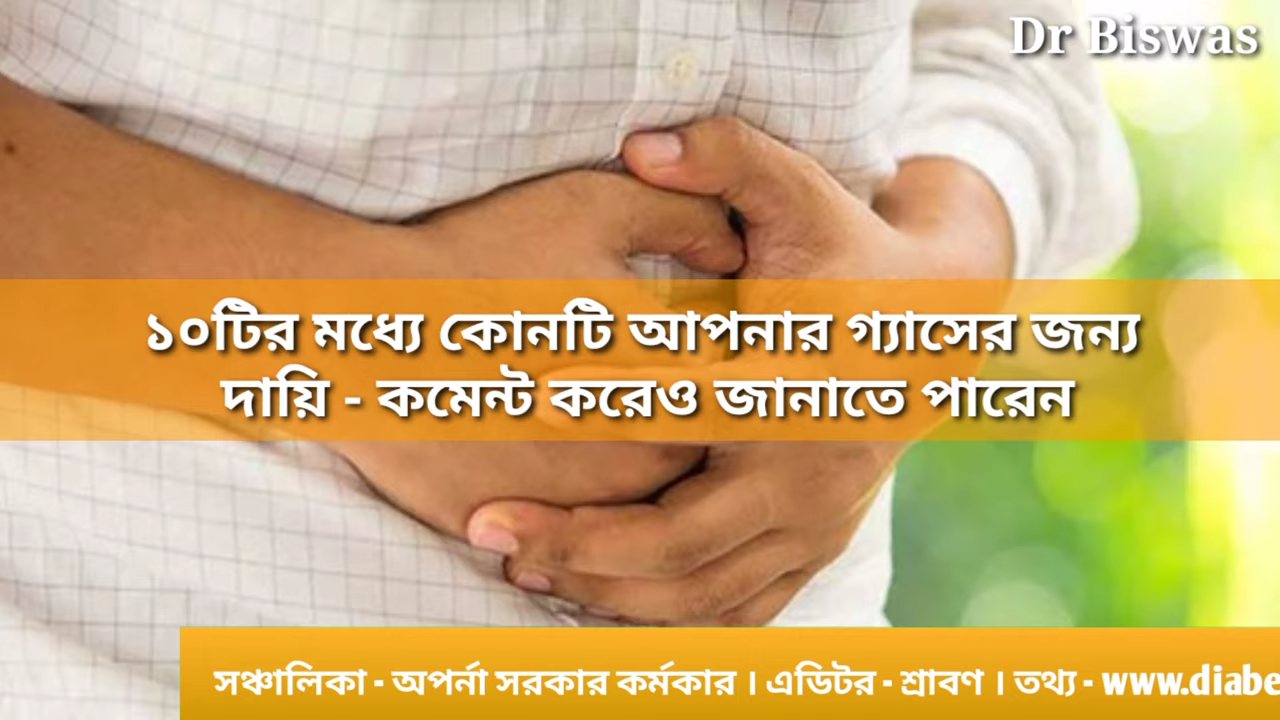 Dr Biswas
১০টির মধ্যে কোনটি আপনার গ্যাসের জন্য
দায়ি - কমেন্ট করেও জানাতে পারেন
সঞ্চালিকা - অপর্না সরকার কর্মকার । এডিটর - শ্রাবণ । তথ্য - www.diabe